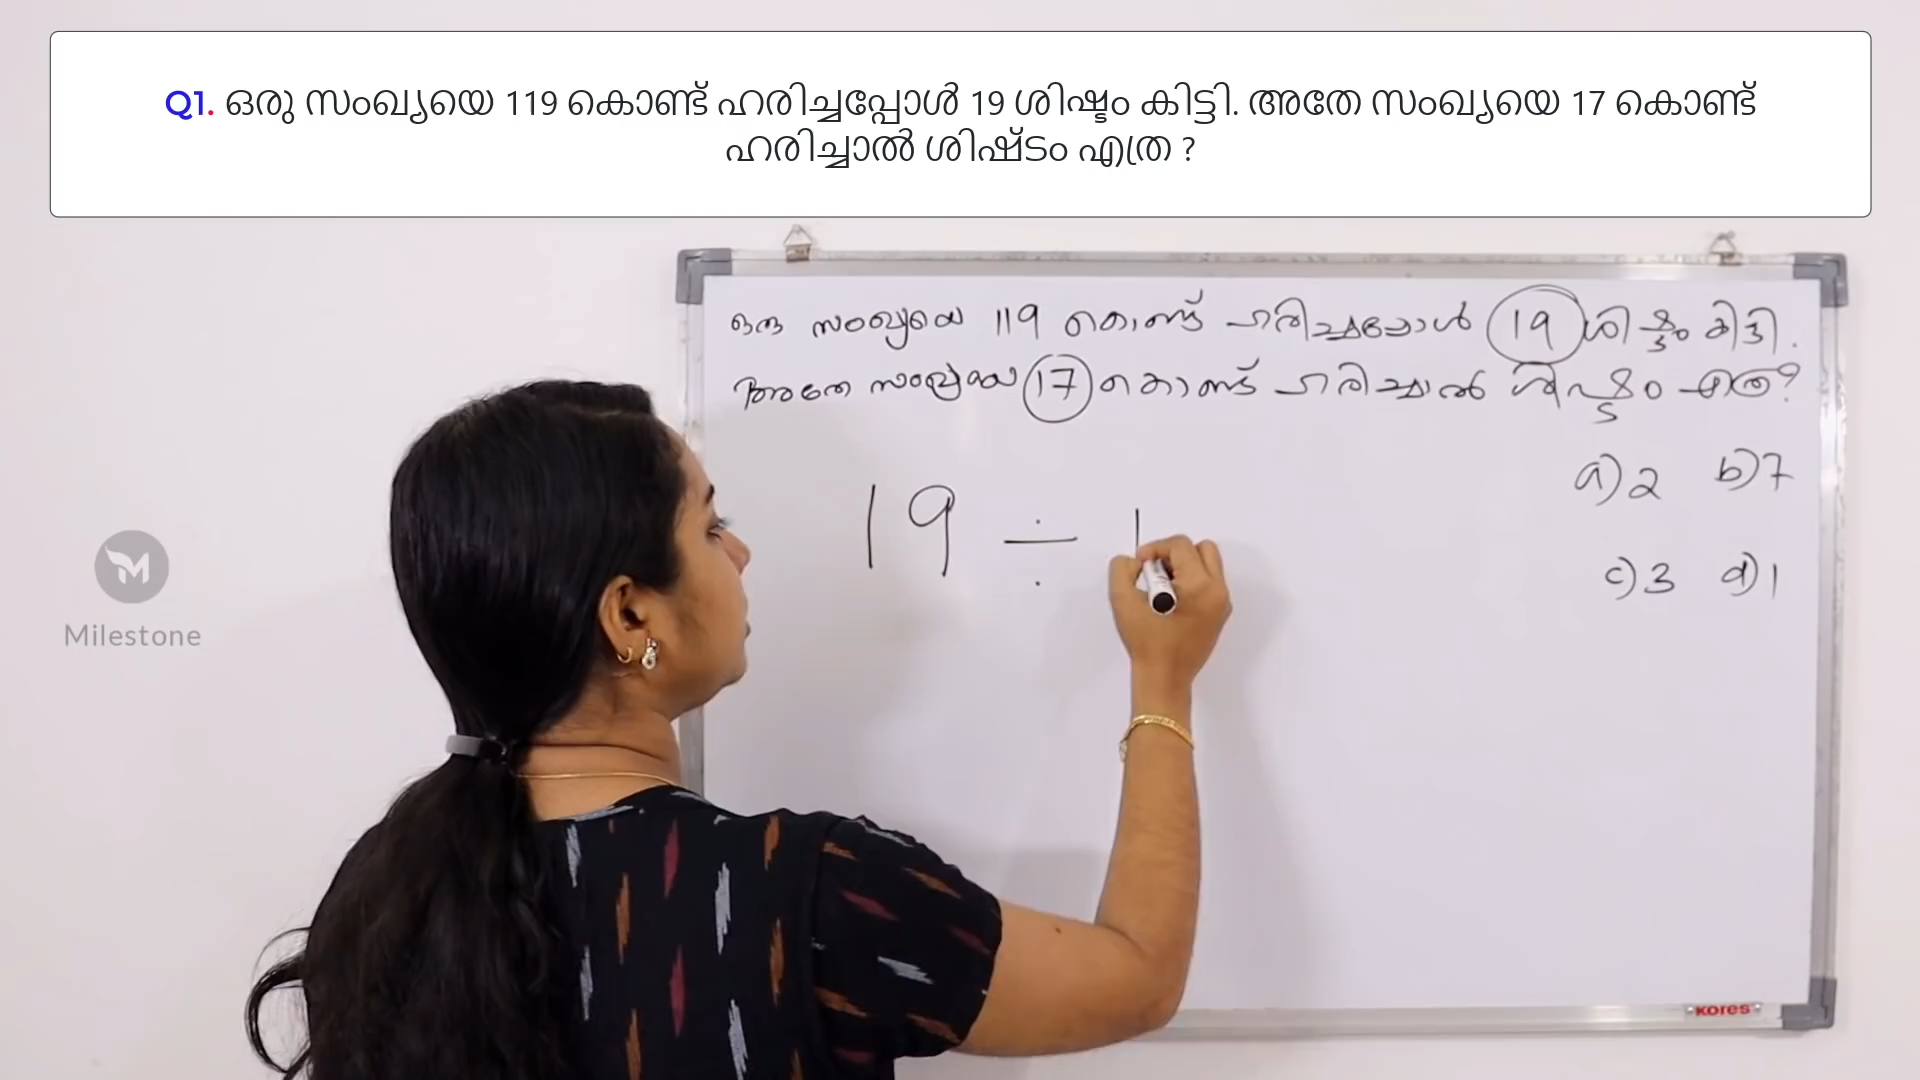 Q1. ഒരു സംഖ്യയെ 119 കൊണ്ട് ഹരിച്ചപ്പോൾ 19 ശിഷ്ടം കിട്ടി. അതേ സംഖ്യയെ 17 കൊണ്ട്
ഹരിച്ചാൽ ശിഷ്ടം എത്ര ?
ഒരു സംഖ്യയെ 119 കൊണ്ട് ഹരിച്ചപ്പോൾ 19 ശിഷ്ടം കിട്ടി.
അതേ സംഖ്യയെ 17 കൊണ്ട് ഹരിച്ചാൽ ശിഷ്ടം എത്ര?
a) 2 b) 7
19 ÷ 1
c) 3 d) 1
Milestone
KORES